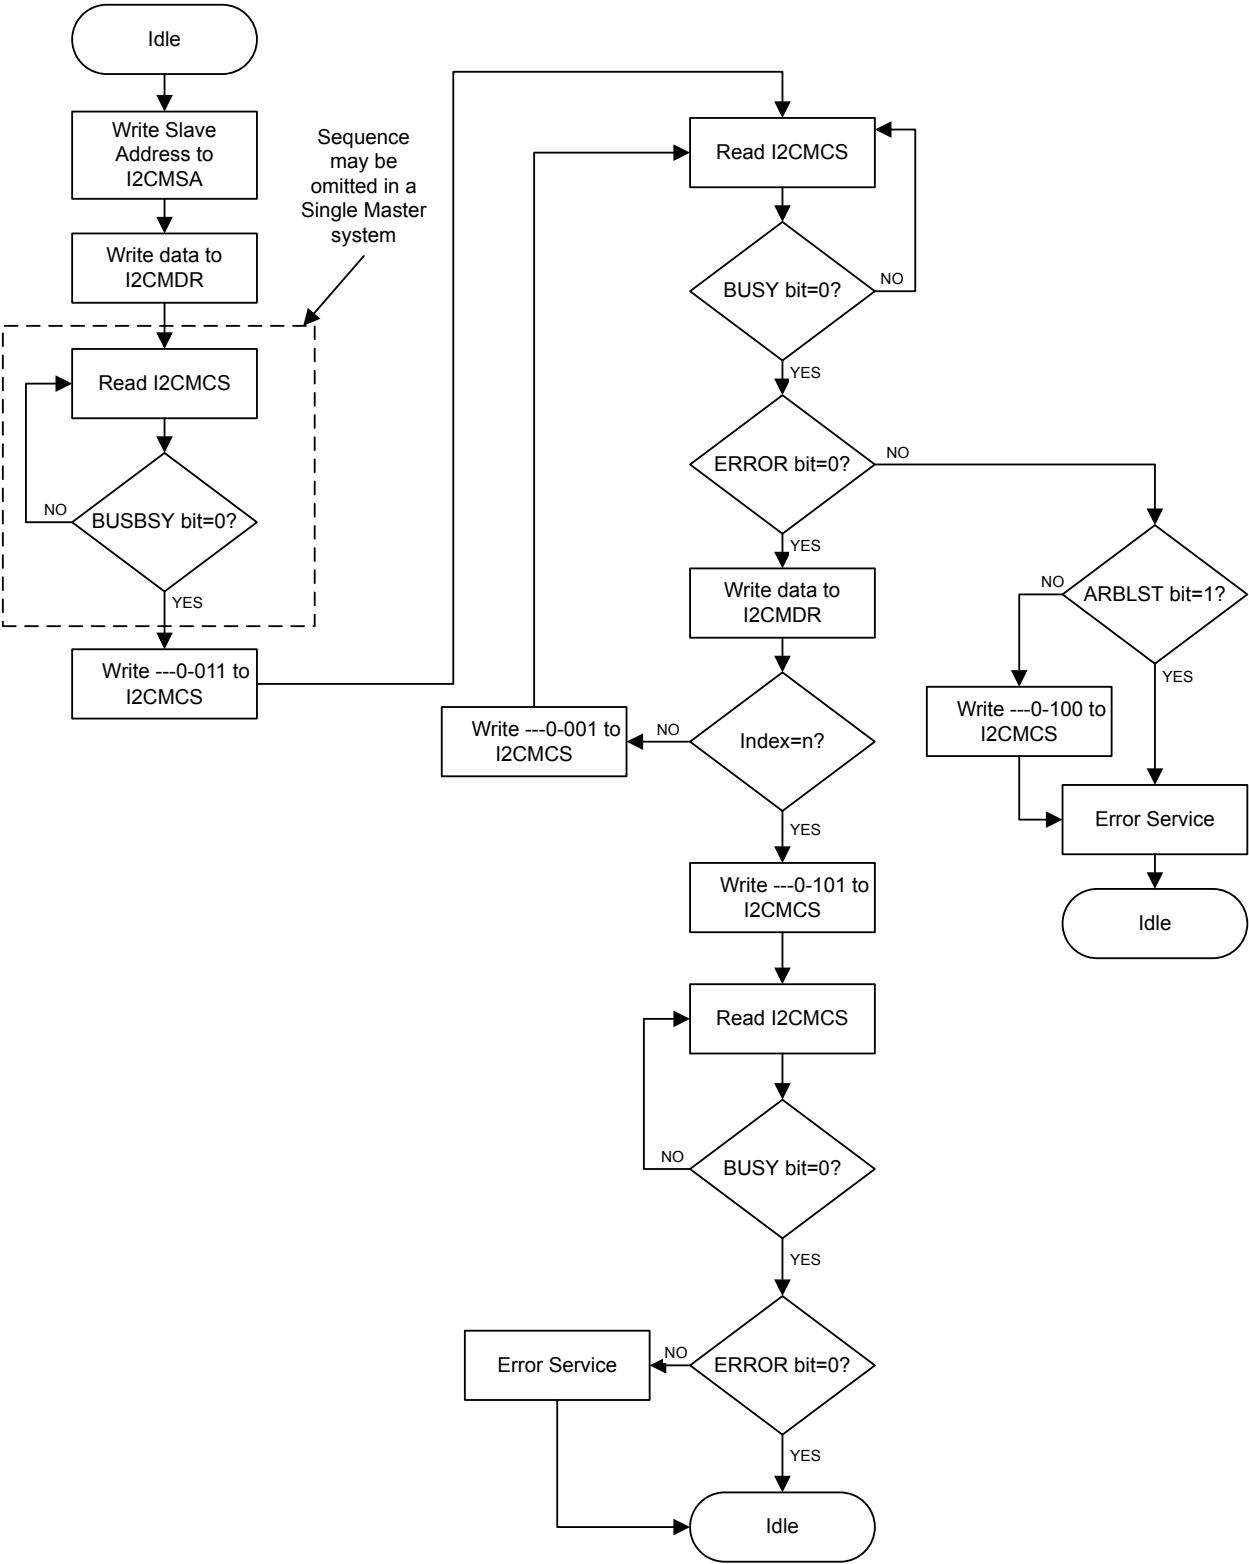 Idle
Write Slave
Address to
I2CMSA
Write data to
I2CMDR
Sequence
may be
omitted in a
Single Master
system
Read I2CMCS
BUSBSY bit=0?
NO
YES
Write ---0-011 to
I2CMCS
Read I2CMCS
BUSY bit=0?
NO
YES
ERROR bit=0?
NO
YES
Write data to
I2CMDR
Index=n?
NO
Write ---0-001 to
I2CMCS
YES
ARBLST bit=1?
NO
YES
Write ---0-100 to
I2CMCS
Error Service
Idle
Write ---0-101 to
I2CMCS
Read I2CMCS
BUSY bit=0?
NO
YES
ERROR bit=0?
NO
Error Service
YES
Idle